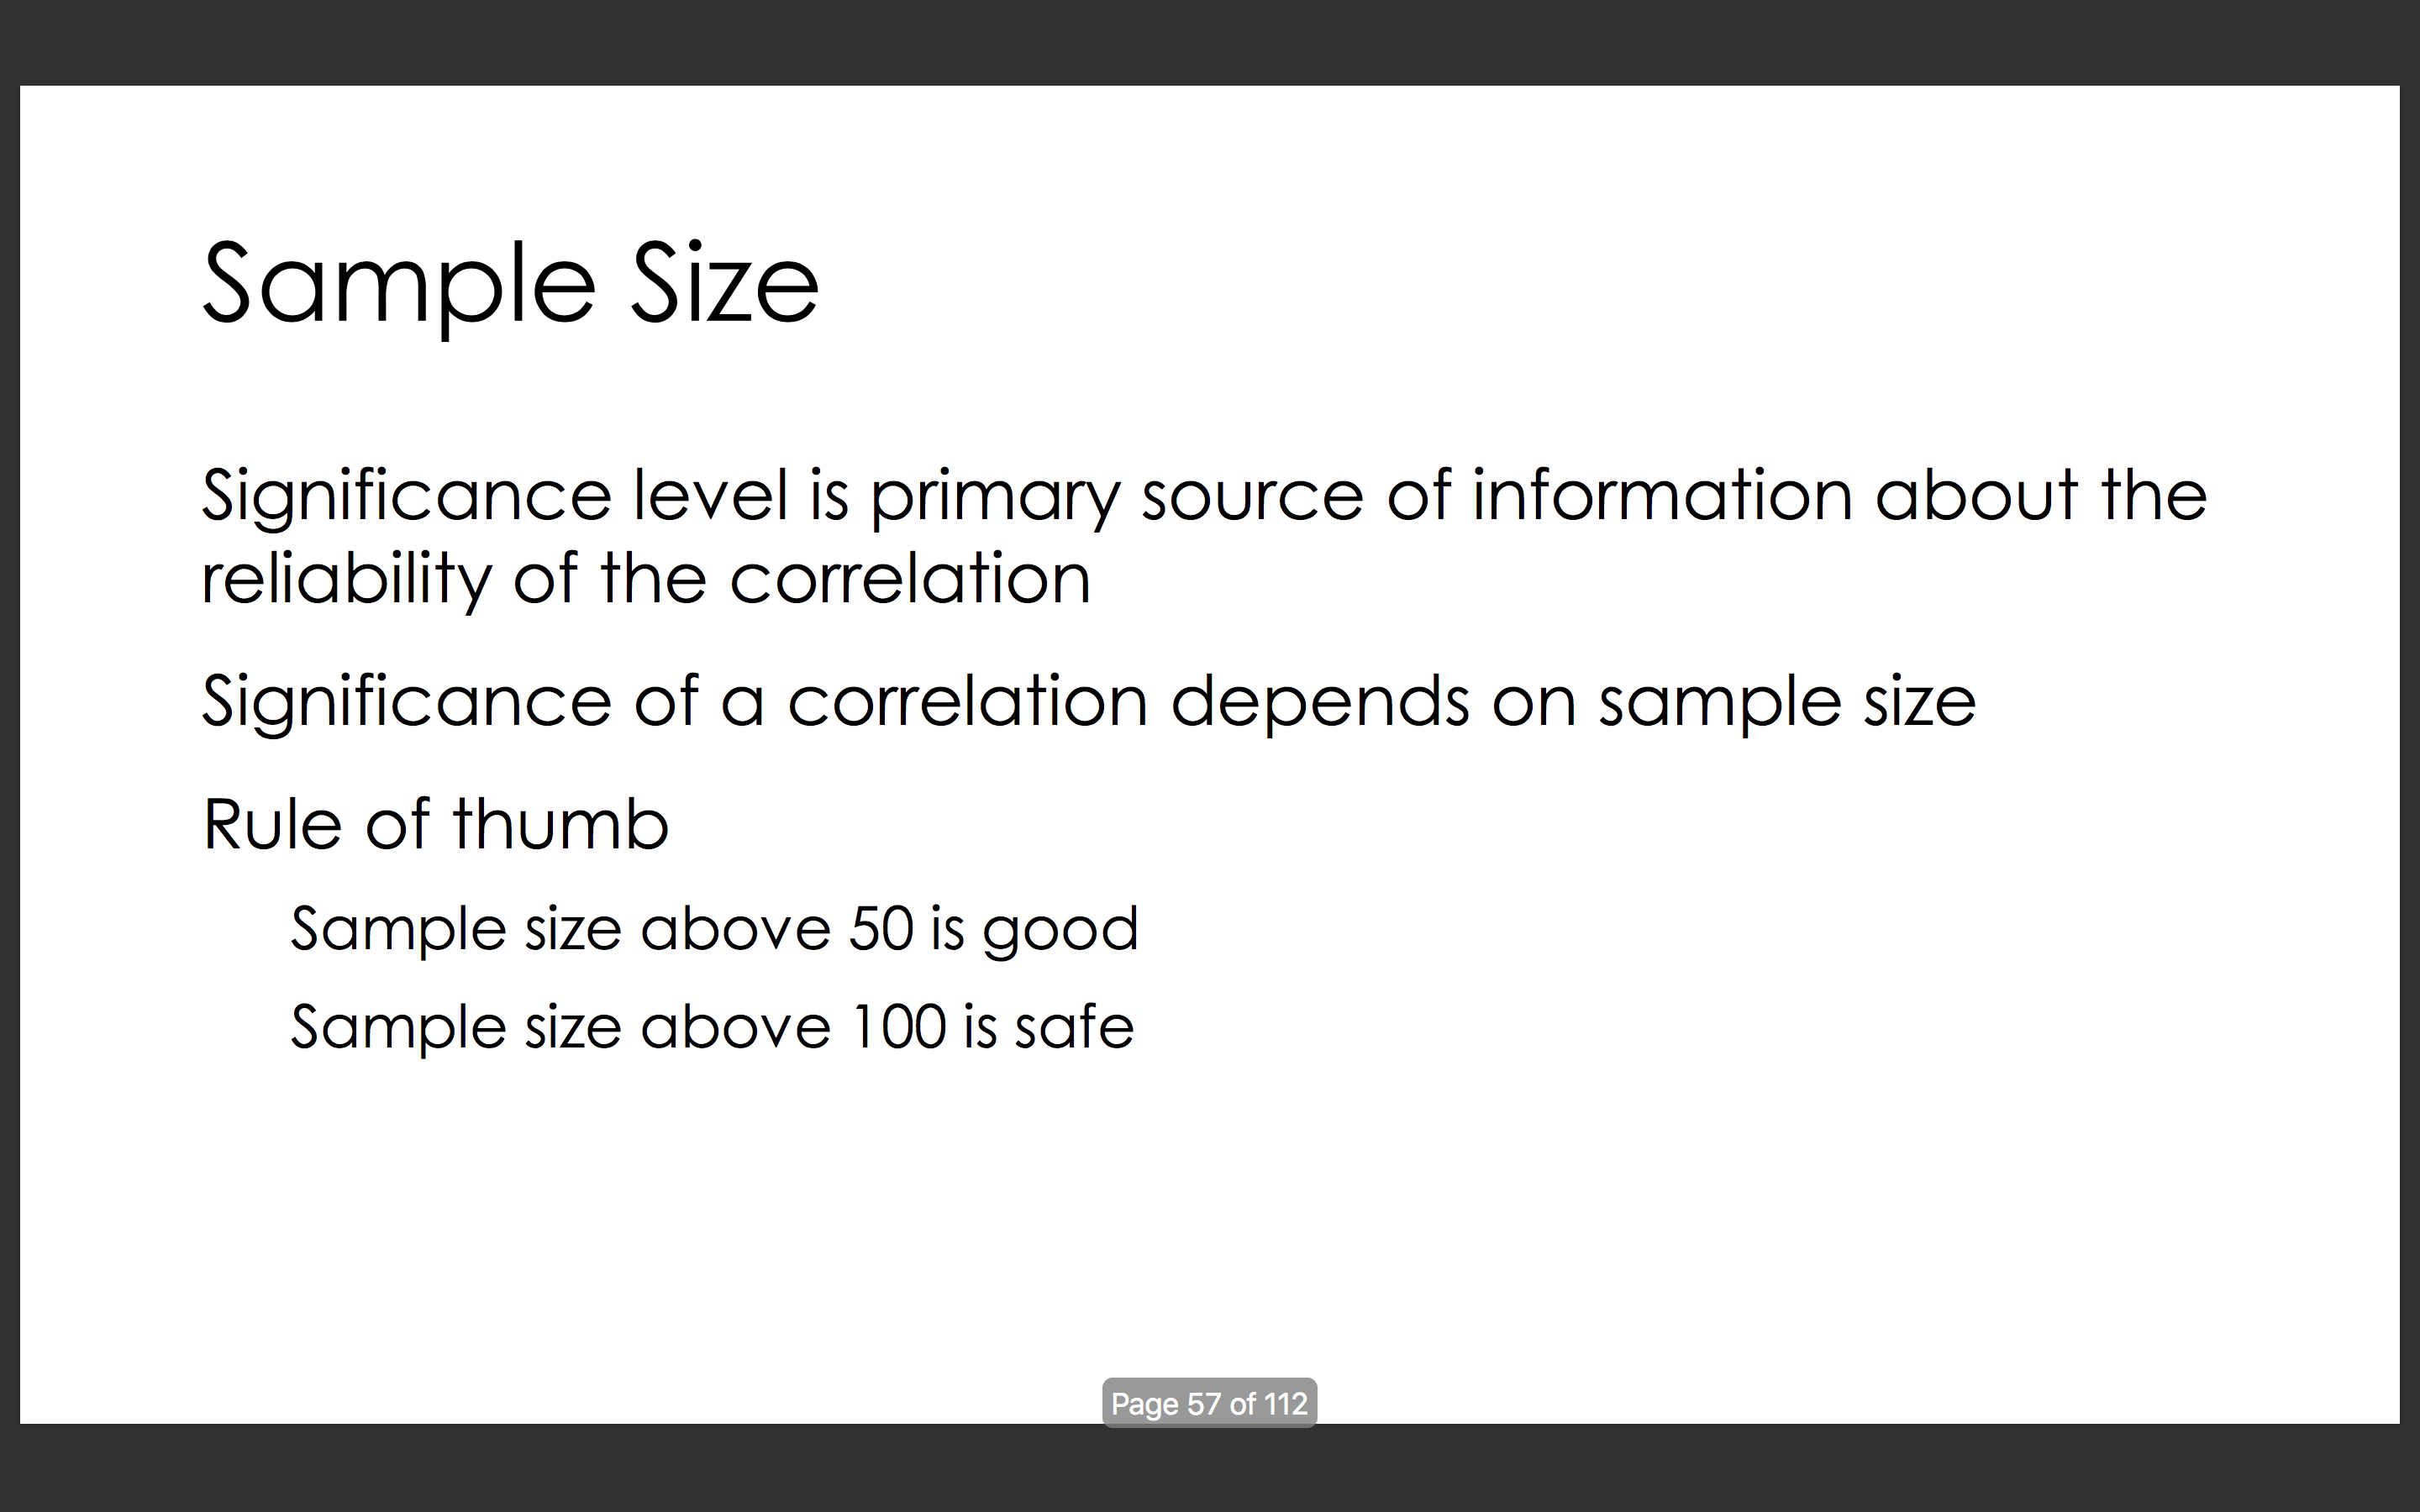 Sample Size
Significance level is primary source of information about the
reliability of the correlation
Significance of a correlation depends on sample size
Rule of thumb
Sample size above 50 is good
Sample size above 100 is safe
Page 57 of 112